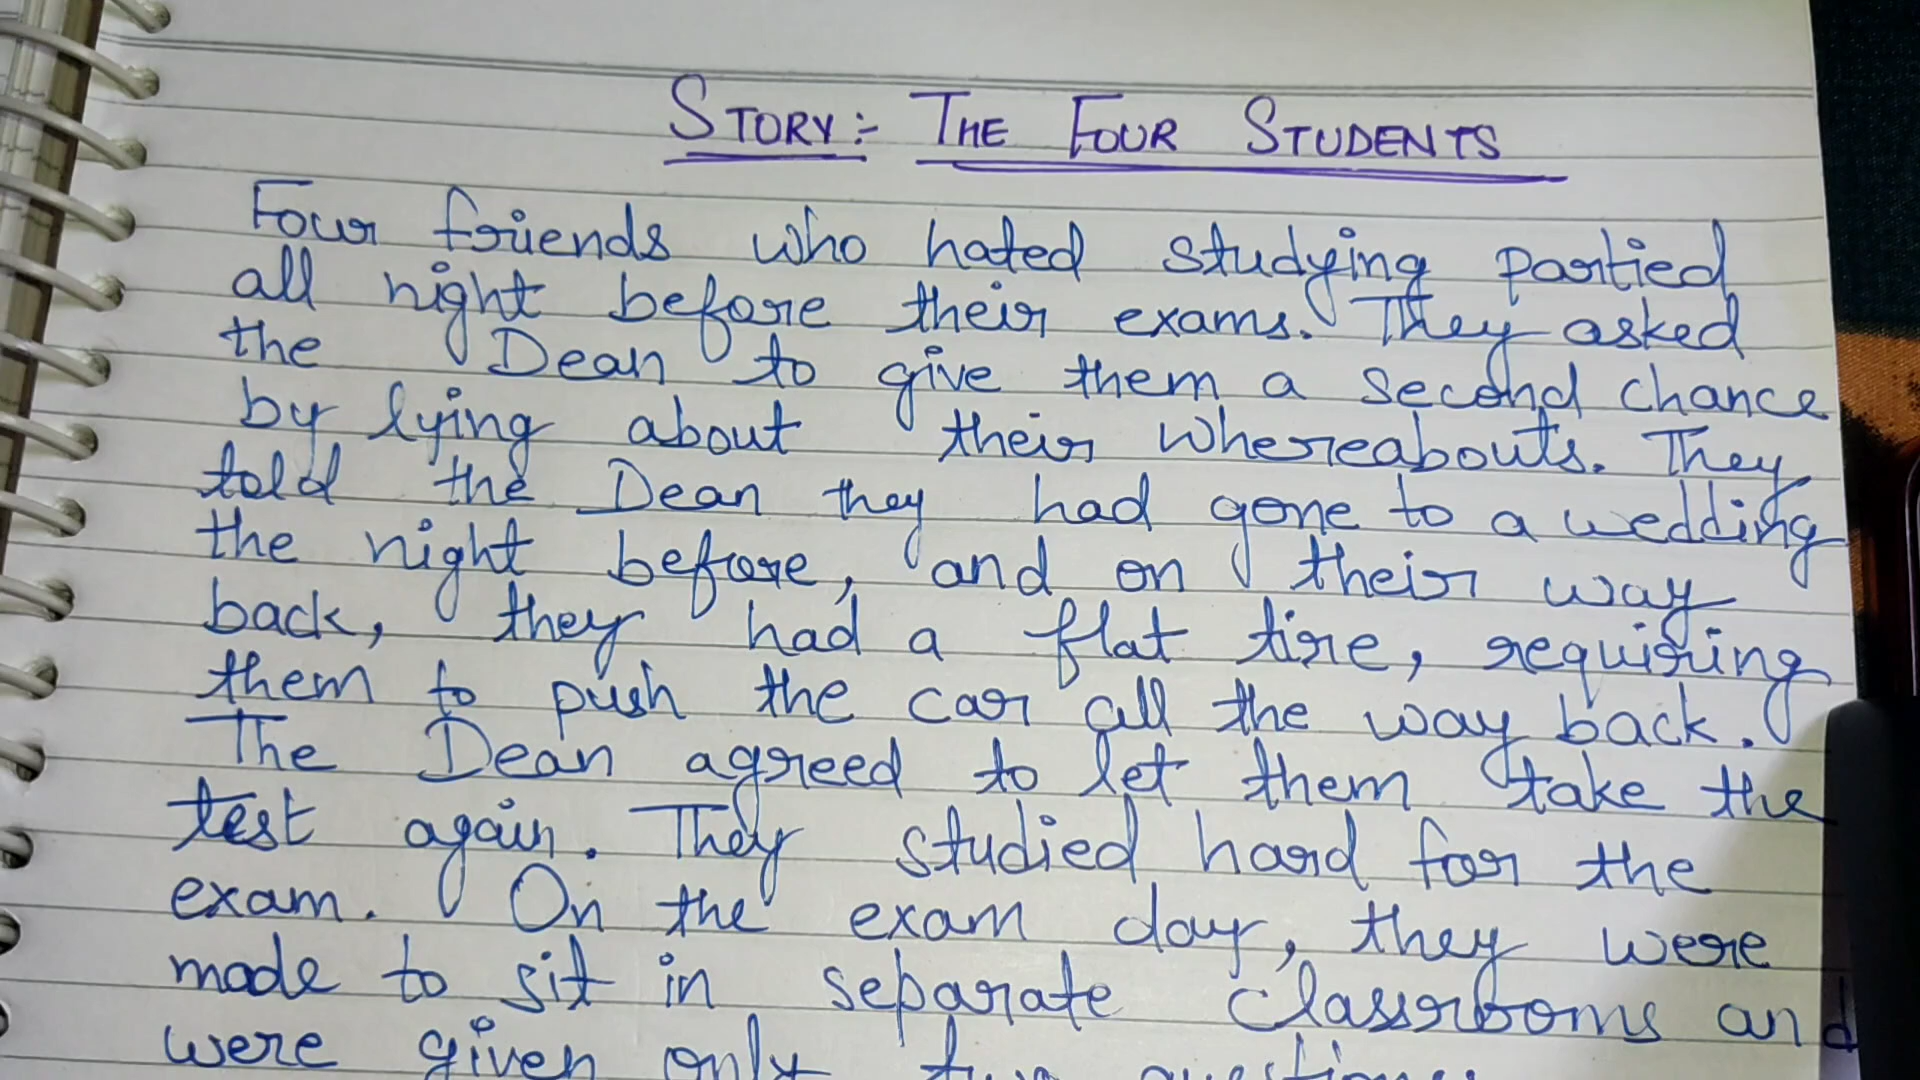 STORY:- THE FOUR STUDENTS
Four friends who hated studying partied
all night before their exams. They asked
the Dean to give them a second chance
by lying about their whereabouts. They
told the Dean they had gone to a wedding
the night before, and on their way
back, they had a flat tire, requiring
them to push the car all the way back.
The Dean agreed to let them take the
test again. They studied hard for the
exam. On the exam day, they were
made to sit in separate classrooms and
were given only two questions: